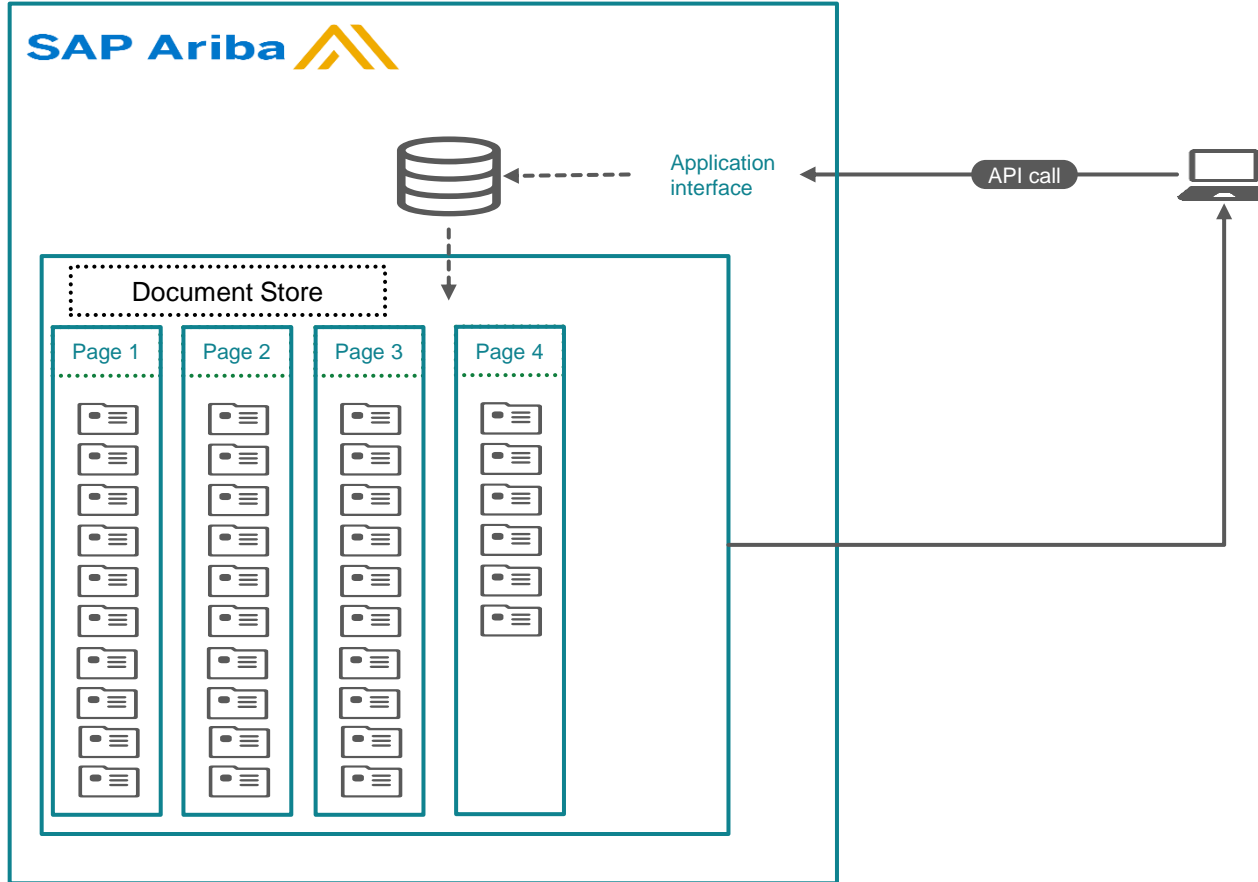 SAP Ariba
Application
interface
API call
Document Store
Page 1
Page 2
Page 3
Page 4